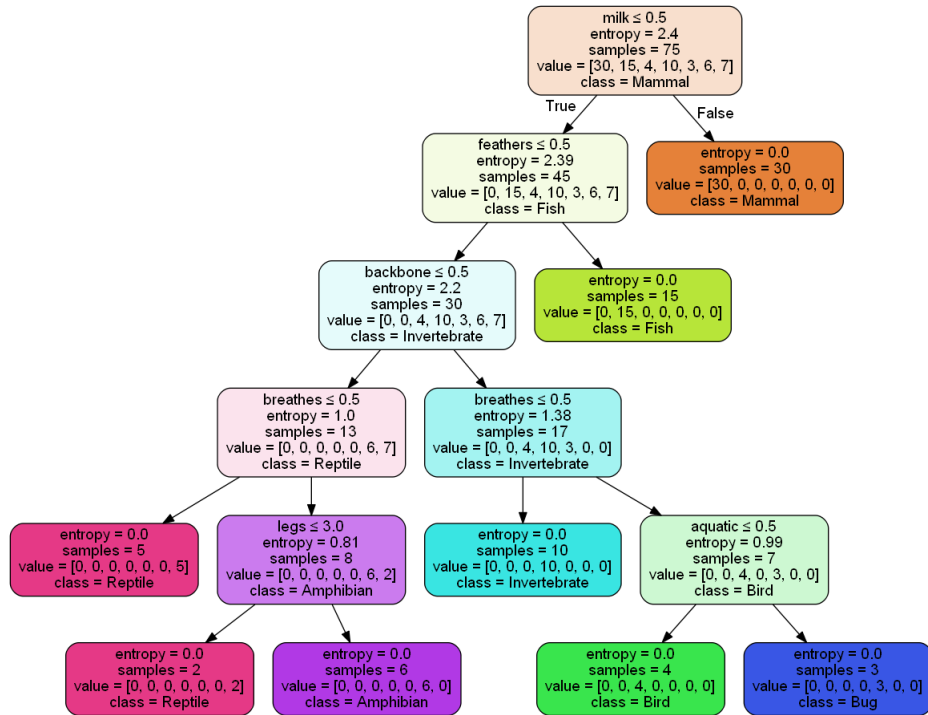 milk ≤ 0.5
entropy = 2.4
samples = 75
value = [30, 15, 4, 10, 3, 6, 7]
class = Mammal
True
False
feathers ≤ 0.5
entropy = 2.39
samples = 45
value = [0, 15, 4, 10, 3, 6, 7]
class = Fish
entropy = 0.0
samples = 30
value = [30, 0, 0, 0, 0, 0, 0]
class = Mammal
backbone ≤ 0.5
entropy = 2.2
samples = 30
value = [0, 0, 4, 10, 3, 6, 7]
class = Invertebrate
entropy = 0.0
samples = 15
value = [0, 15, 0, 0, 0, 0, 0]
class = Fish
breathes ≤ 0.5
entropy = 1.0
samples = 13
value = [0, 0, 0, 0, 0, 6, 7]
class = Reptile
breathes ≤ 0.5
entropy = 1.38
samples = 17
value = [0, 0, 4, 10, 3, 0, 0]
class = Invertebrate
entropy = 0.0
samples = 5
value = [0, 0, 0, 0, 0, 0, 5]
class = Reptile
legs ≤ 3.0
entropy = 0.81
samples = 8
value = [0, 0, 0, 0, 0, 6, 2]
class = Amphibian
entropy = 0.0
samples = 10
value = [0, 0, 0, 10, 0, 0, 0]
class = Invertebrate
aquatic ≤ 0.5
entropy = 0.99
samples = 7
value = [0, 0, 4, 0, 3, 0, 0]
class = Bird
entropy = 0.0
samples = 2
value = [0, 0, 0, 0, 0, 0, 2]
class = Reptile
entropy = 0.0
samples = 6
value = [0, 0, 0, 0, 0, 6, 0]
class = Amphibian
entropy = 0.0
samples = 4
value = [0, 0, 4, 0, 0, 0, 0]
class = Bird
entropy = 0.0
samples = 3
value = [0, 0, 0, 0, 3, 0, 0]
class = Bug